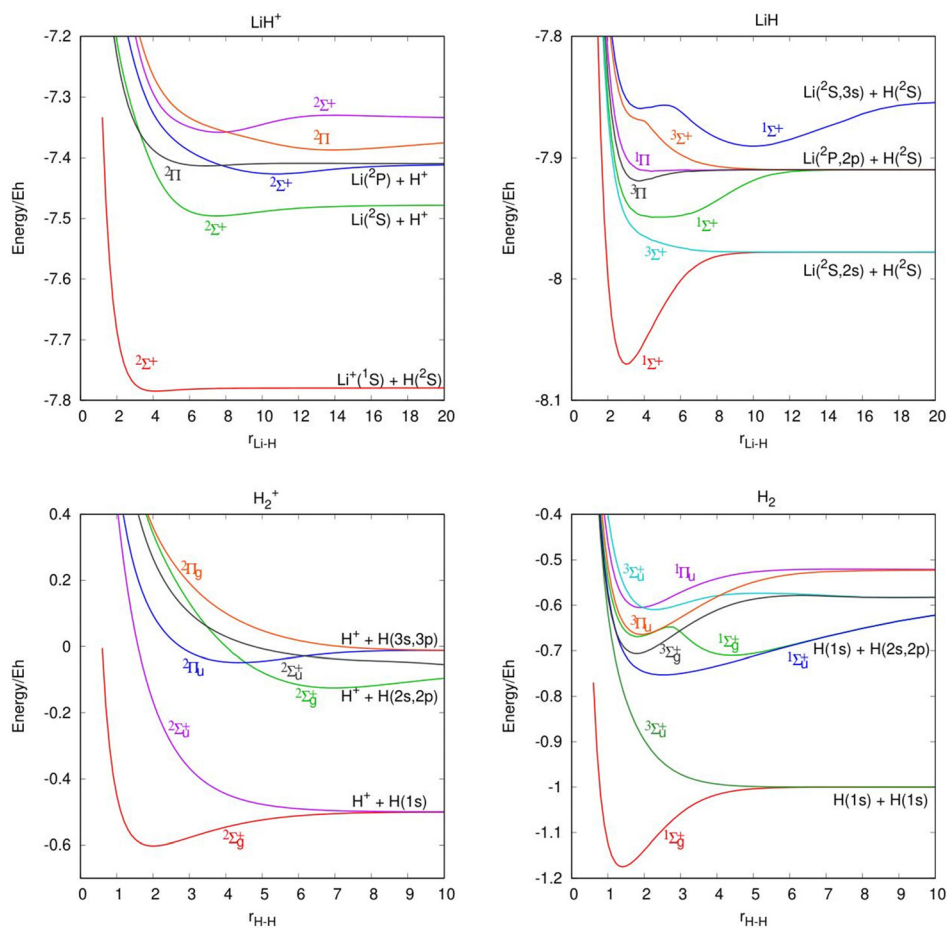 LiH⁺
-7.2
-7.3
-7.4
-7.5
-7.6
-7.7
-7.8
Energy/Eh
0 2 4 6 8 10 12 14 16 18 20
r Li-H
²Σ⁺
²Π
²Π
²Σ⁺
Li(²P) + H⁺
Li(²S) + H⁺
²Σ⁺
²Σ⁺
Li⁺(¹S) + H(²S)
LiH
-7.8
-7.9
-8
-8.1
Energy/Eh
0 2 4 6 8 10 12 14 16 18 20
r Li-H
Li(²S,3s) + H(²S)
¹Σ⁺
³Σ⁺
¹Π
Li(²P,2p) + H(²S)
³Π
¹Σ⁺
³Σ⁺
Li(²S,2s) + H(²S)
¹Σ⁺
H₂⁺
0.4
0.2
0
-0.2
-0.4
-0.6
Energy/Eh
0 1 2 3 4 5 6 7 8 9 10
r H-H
²Πg
H⁺ + H(3s,3p)
²Πu
²Σu⁺
²Σg⁺
H⁺ + H(2s,2p)
²Σu⁺
H⁺ + H(1s)
²Σg⁺
H₂
-0.4
-0.5
-0.6
-0.7
-0.8
-0.9
-1
-1.1
-1.2
Energy/Eh
0 1 2 3 4 5 6 7 8 9 10
r H-H
³Σu⁺
¹Πu
³Πu
³Σg⁺
¹Σg⁺
H(1s) + H(2s,2p)
¹Σu⁺
³Σu⁺
H(1s) + H(1s)
¹Σg⁺